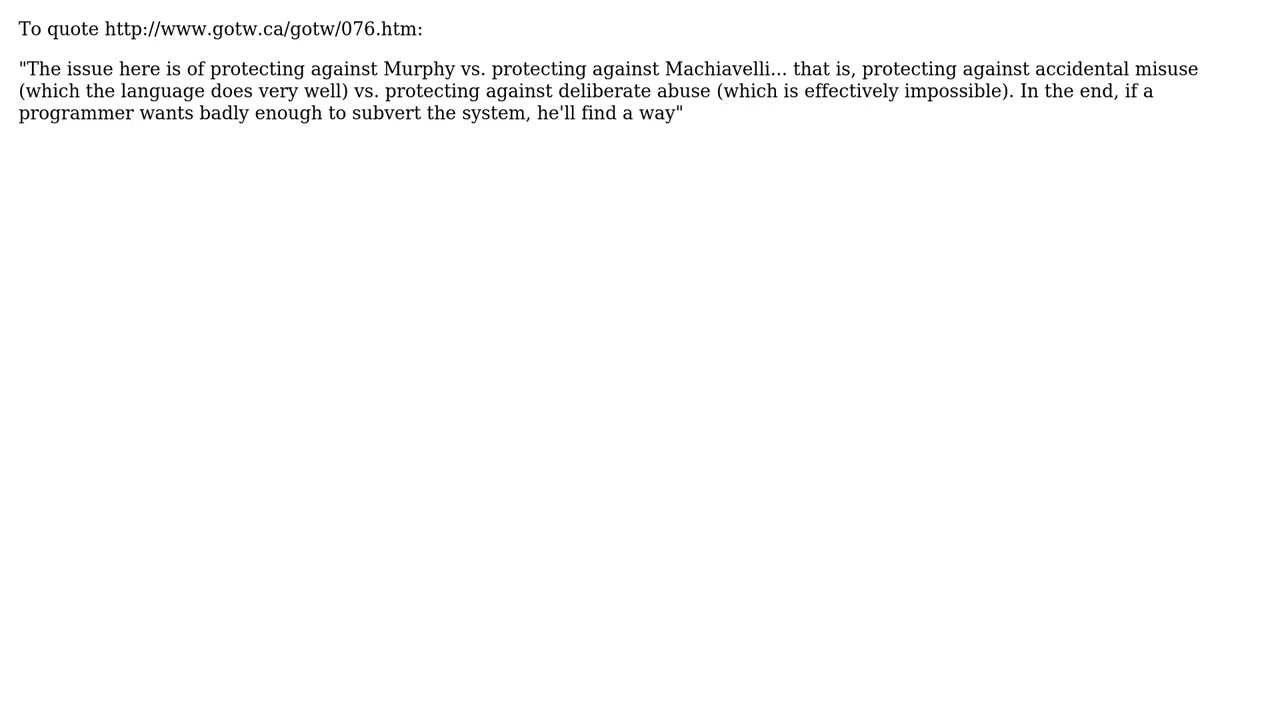 To quote http://www.gotw.ca/gotw/076.htm:
"The issue here is of protecting against Murphy vs. protecting against Machiavelli... that is, protecting against accidental misuse
(which the language does very well) vs. protecting against deliberate abuse (which is effectively impossible). In the end, if a
programmer wants badly enough to subvert the system, he'll find a way"